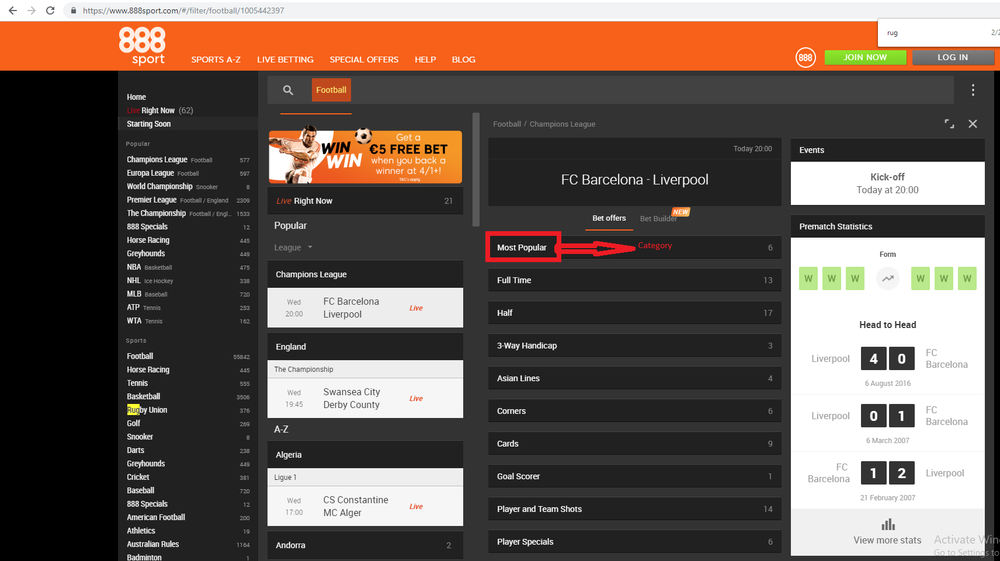 https://www.888sport.com/#/filter/football/1005442397
rug
2/2
888
sport
SPORTS A-Z
LIVE BETTING
SPECIAL OFFERS
HELP
BLOG
888
JOIN NOW
LOG IN
Home
Live Right Now (62)
Starting Soon
Popular
Champions League Football 577
Europa League Football 597
World Championship Snooker 8
Premier League Football / England 2309
The Championship Football / Engl... 1533
888 Specials 12
Horse Racing 445
Greyhounds 449
NBA Basketball 475
NHL Ice Hockey 338
MLB Baseball 720
ATP Tennis 253
WTA Tennis 162
Sports
Football 55842
Horse Racing 445
Tennis 555
Basketball 3506
Rugby Union 376
Golf 269
Snooker 8
Darts 238
Greyhounds 449
Cricket 381
Baseball 720
888 Specials 12
American Football 200
Athletics 19
Australian Rules 1164
Badminton 1
Football
WIN
WIN
Get a
€5 FREE BET
when you back a
winner at 4/1+!
T&C's apply
Live Right Now 21
Popular
League
Champions League
Wed
20:00
FC Barcelona
Liverpool
Live
England
The Championship
Wed
19:45
Swansea City
Derby County
Live
A-Z
Algeria
Ligue 1
Wed
17:00
CS Constantine
MC Alger
Live
Andorra 2
Football / Champions League
Today 20:00
FC Barcelona - Liverpool
Bet offers
Bet Builder
NEW
Most Popular 6
Category
Full Time 13
Half 17
3-Way Handicap 3
Asian Lines 4
Corners 6
Cards 9
Goal Scorer 1
Player and Team Shots 14
Player Specials 6
Events
Kick-off
Today at 20:00
Prematch Statistics
Form
W W W W W W
Head to Head
Liverpool 4 0 FC Barcelona
6 August 2016
Liverpool 0 1 FC Barcelona
6 March 2007
FC Barcelona 1 2 Liverpool
21 February 2007
View more stats
Activate Win
Go to Settings to